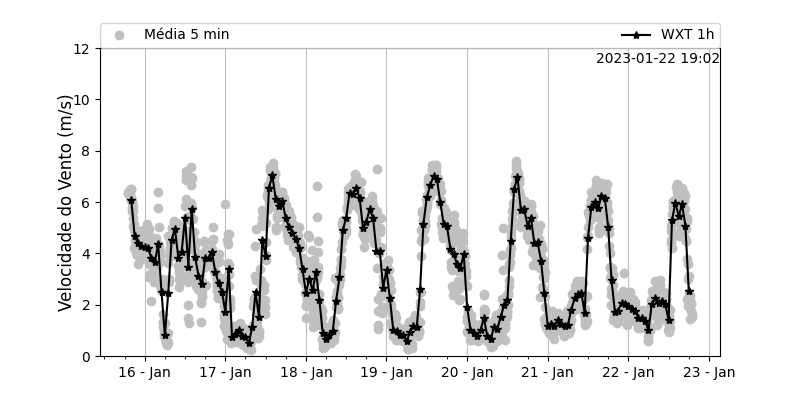 Média 5 min
WXT 1h
2023-01-22 19:02
Velocidade do Vento (m/s)
12
10
8
6
4
2
0
16 - Jan
17 - Jan
18 - Jan
19 - Jan
20 - Jan
21 - Jan
22 - Jan
23 - Jan